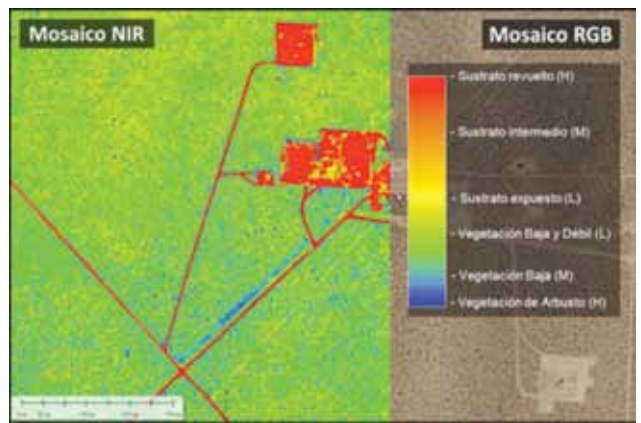 Mosaico NIR
Mosaico RGB
- Sustrato revuelto (H)
- Sustrato intermedio (M)
- Sustrato expuesto (L)
- Vegetación Baja y Débil (L)
- Vegetación Baja (M)
- Vegetación de Arbusto (H)